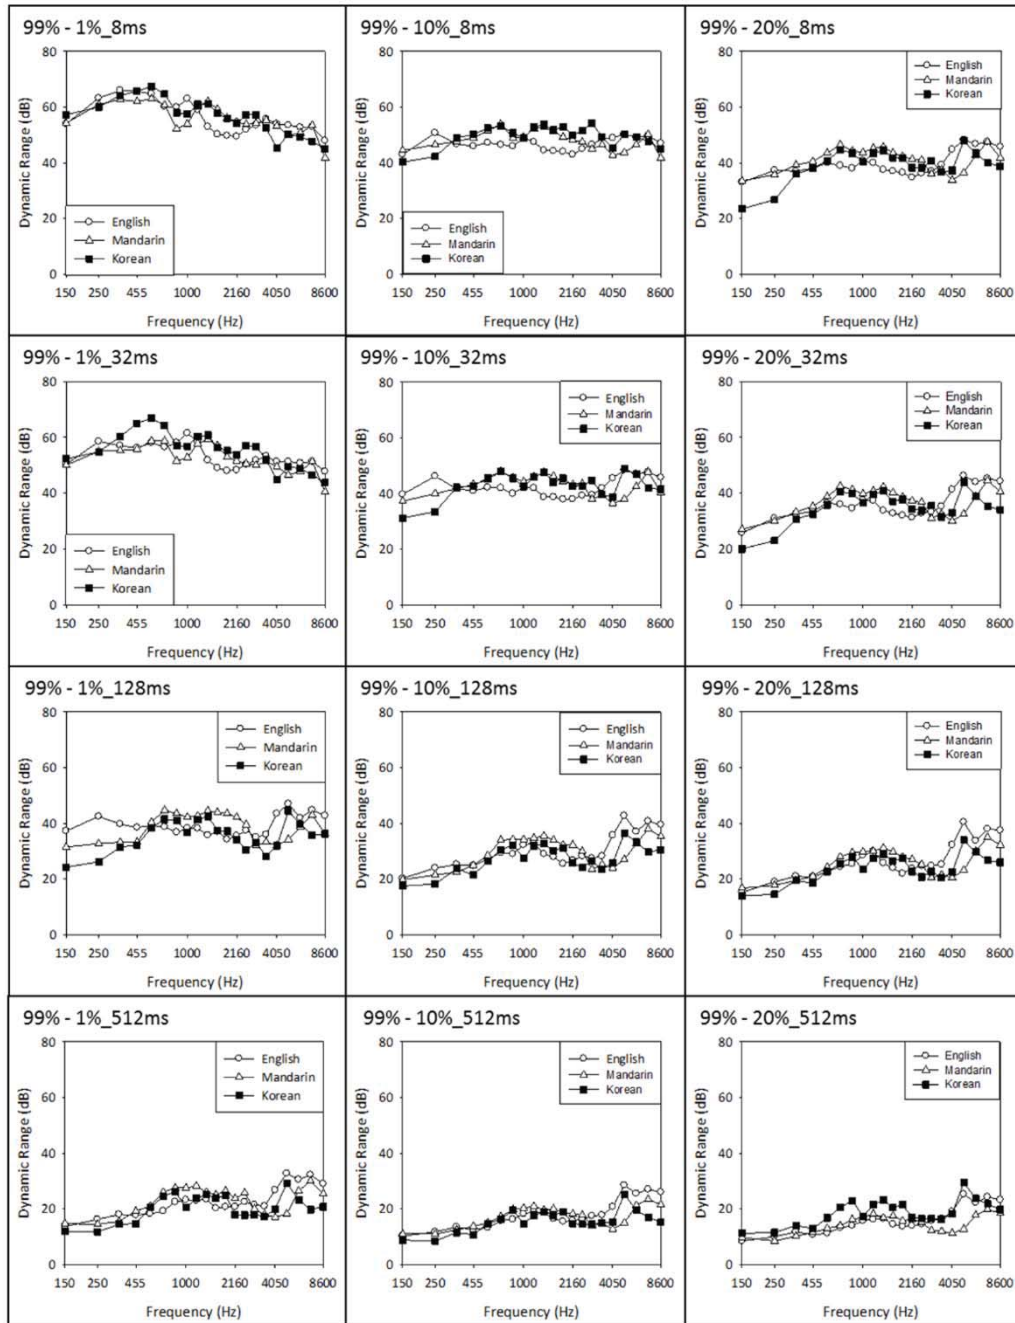 99% - 1%_8ms
Dynamic Range (dB)
80
60
40
20
0
English
Mandarin
Korean
150 250 455 1000 2160 4050 8600
Frequency (Hz)
99% - 10%_8ms
Dynamic Range (dB)
80
60
40
20
0
English
Mandarin
Korean
150 250 455 1000 2160 4050 8600
Frequency (Hz)
99% - 20%_8ms
Dynamic Range (dB)
80
60
40
20
0
English
Mandarin
Korean
150 250 455 1000 2160 4050 8600
Frequency (Hz)
99% - 1%_32ms
Dynamic Range (dB)
80
60
40
20
0
English
Mandarin
Korean
150 250 455 1000 2160 4050 8600
Frequency (Hz)
99% - 10%_32ms
Dynamic Range (dB)
80
60
40
20
0
English
Mandarin
Korean
150 250 455 1000 2160 4050 8600
Frequency (Hz)
99% - 20%_32ms
Dynamic Range (dB)
80
60
40
20
0
English
Mandarin
Korean
150 250 455 1000 2160 4050 8600
Frequency (Hz)
99% - 1%_128ms
Dynamic Range (dB)
80
60
40
20
0
English
Mandarin
Korean
150 250 455 1000 2160 4050 8600
Frequency (Hz)
99% - 10%_128ms
Dynamic Range (dB)
80
60
40
20
0
English
Mandarin
Korean
150 250 455 1000 2160 4050 8600
Frequency (Hz)
99% - 20%_128ms
Dynamic Range (dB)
80
60
40
20
0
English
Mandarin
Korean
150 250 455 1000 2160 4050 8600
Frequency (Hz)
99% - 1%_512ms
Dynamic Range (dB)
80
60
40
20
0
English
Mandarin
Korean
150 250 455 1000 2160 4050 8600
Frequency (Hz)
99% - 10%_512ms
Dynamic Range (dB)
80
60
40
20
0
English
Mandarin
Korean
150 250 455 1000 2160 4050 8600
Frequency (Hz)
99% - 20%_512ms
Dynamic Range (dB)
80
60
40
20
0
English
Mandarin
Korean
150 250 455 1000 2160 4050 8600
Frequency (Hz)